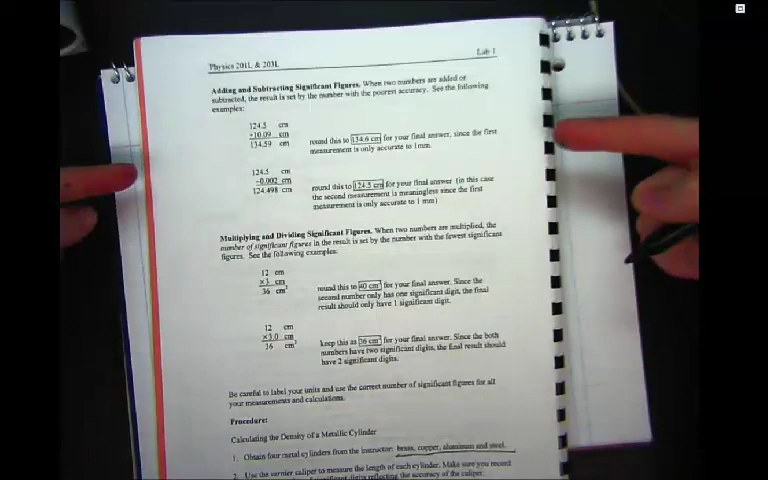 Physics 201L & 203L
Lab 1
Adding and Subtracting Significant Figures. When two numbers are added or
subtracted, the result is set by the number with the poorest accuracy. See the following
examples:
124.5 cm
+10.09 cm
134.59 cm
round this to 134.6 cm for your final answer, since the first
measurement is only accurate to 1mm.
124.5 cm
−0.002 cm
124.498 cm
round this to 124.5 cm for your final answer (in this case
the second measurement is meaningless since the first
measurement is only accurate to 1 mm)
Multiplying and Dividing Significant Figures. When two numbers are multiplied, the
number of significant figures in the result is set by the number with the fewest significant
figures. See the following examples:
12 cm
×3 cm
36 cm²
round this to 40 cm² for your final answer. Since the
second number only has one significant digit, the final
result should only have 1 significant digit.
12 cm
×3.0 cm
36 cm²
keep this as 36 cm² for your final answer. Since the both
numbers have two significant digits, the final result should
have 2 significant digits.
Be careful to label your units and use the correct number of significant figures for all
your measurements and calculations.
Procedure:
Calculating the Density of a Metallic Cylinder
1. Obtain four metal cylinders from the instructor: brass, copper, aluminum and steel.
2. Use the vernier caliper to measure the length of each cylinder. Make sure you record
significant digits reflecting the accuracy of the caliper.